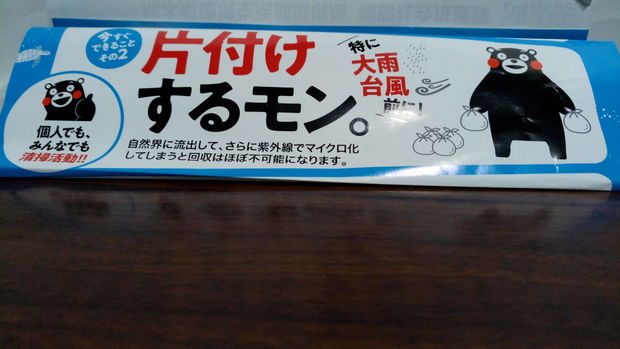 今すぐ
できること
その2
片付け
するモン。
特に
大雨
台風
前に!
個人でも、
みんなでも
清掃活動!!
自然界に流出して、さらに紫外線でマイクロ化
してしまうと回収はほぼ不可能になります。